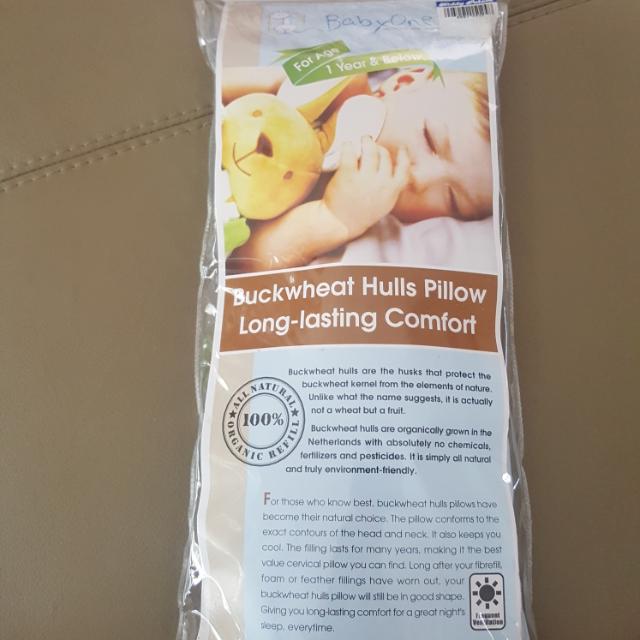 BabyOne
For Age
1 Year & Below
Buckwheat Hulls Pillow
Long-lasting Comfort
Buckwheat hulls are the husks that protect the
buckwheat kernel from the elements of nature.
Unlike what the name suggests, it is actually
not a wheat but a fruit.
ALL NATURAL
100%
ORGANIC REFILL
Buckwheat hulls are organically grown in the
Netherlands with absolutely no chemicals,
fertilizers and pesticides. It is simply all natural
and truly environment-friendly.
For those who know best, buckwheat hulls pillows have
become their natural choice. The pillow conforms to the
exact contours of the head and neck. It also keeps you
cool. The filling lasts for many years, making it the best
value cervical pillow you can find. Long after your fibrefill,
foam or feather fillings have worn out, your
buckwheat hulls pillow will still be in good shape.
Giving you long-lasting comfort for a great night's
sleep, everytime.
Frequent
Ventilation